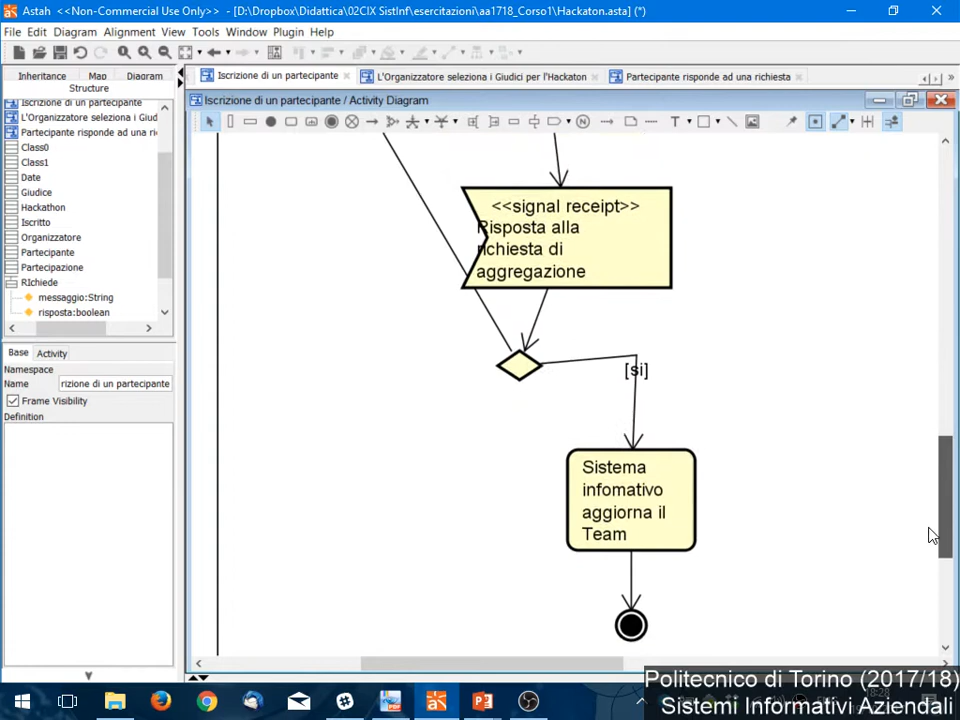 Astah <<Non-Commercial Use Only>> - [D:\Dropbox\Didattica\02CIX SistInf\esercitazioni\aa1718_Corso1\Hackaton.asta] (*)
File Edit Diagram Alignment View Tools Window Plugin Help
Inheritance Map Diagram
Structure
Iscrizione di un partecipante
L'Organizzatore seleziona i Giudici per l'Hackaton
Partecipante risponde ad una richiesta
Iscrizione di un partecipante / Activity Diagram
Iscrizione di un partecipante
L'Organizzatore seleziona i Giud
Partecipante risponde ad una ri
Class0
Class1
Date
Giudice
Hackathon
Iscritto
Organizzatore
Partecipante
Partecipazione
RIchiede
messaggio:String
risposta:boolean
Base Activity
Namespace
Name rizione di un partecipante
Frame Visibility
Definition
<<signal receipt>>
Risposta alla
richiesta di
aggregazione
[si]
Sistema
infomativo
aggiorna il
Team
18:28
Politecnico di Torino (2017/18)
Sistemi Informativi Aziendali